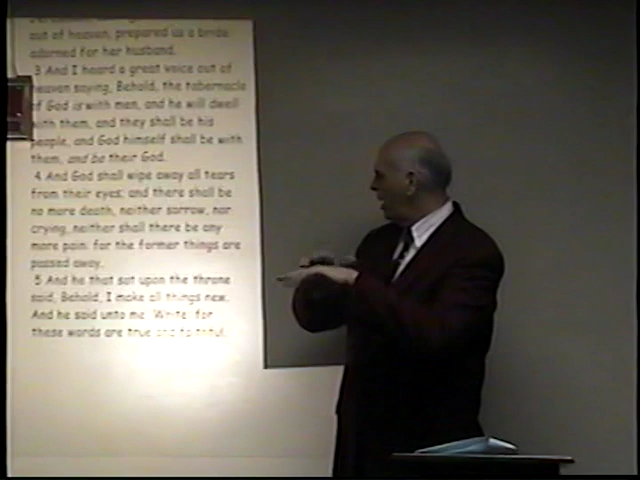 out of heaven, prepared as a bride
adorned for her husband.
3 And I heard a great voice out of
heaven saying, Behold, the tabernacle
of God is with men, and he will dwell
with them, and they shall be his
people, and God himself shall be with
them, and be their God.
4 And God shall wipe away all tears
from their eyes; and there shall be
no more death, neither sorrow, nor
crying, neither shall there be any
more pain: for the former things are
passed away.
5 And he that sat upon the throne
said, Behold, I make all things new.
And he said unto me, Write: for
these words are true and faithful.